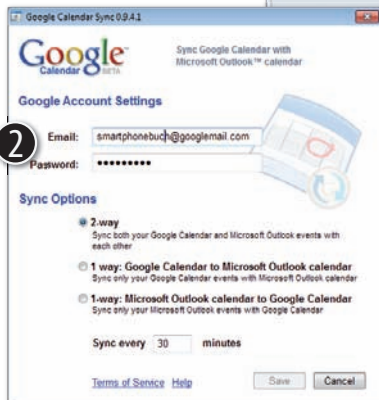 Google Calendar Sync 0.9.4.1
Google
Calendar BETA
Sync Google Calendar with
Microsoft Outlook™ calendar
Google Account Settings
2
Email: smartphonebuch@googlemail.com
Password: •••••••••
Sync Options
2-way
Sync both your Google Calendar and Microsoft Outlook events with
each other
1 way: Google Calendar to Microsoft Outlook calendar
Sync only your Google Calendar events with Microsoft Outlook calendar
1-way: Microsoft Outlook calendar to Google Calendar
Sync only your Microsoft Outlook events with Google Calendar
Sync every 30 minutes
Terms of Service Help Save Cancel